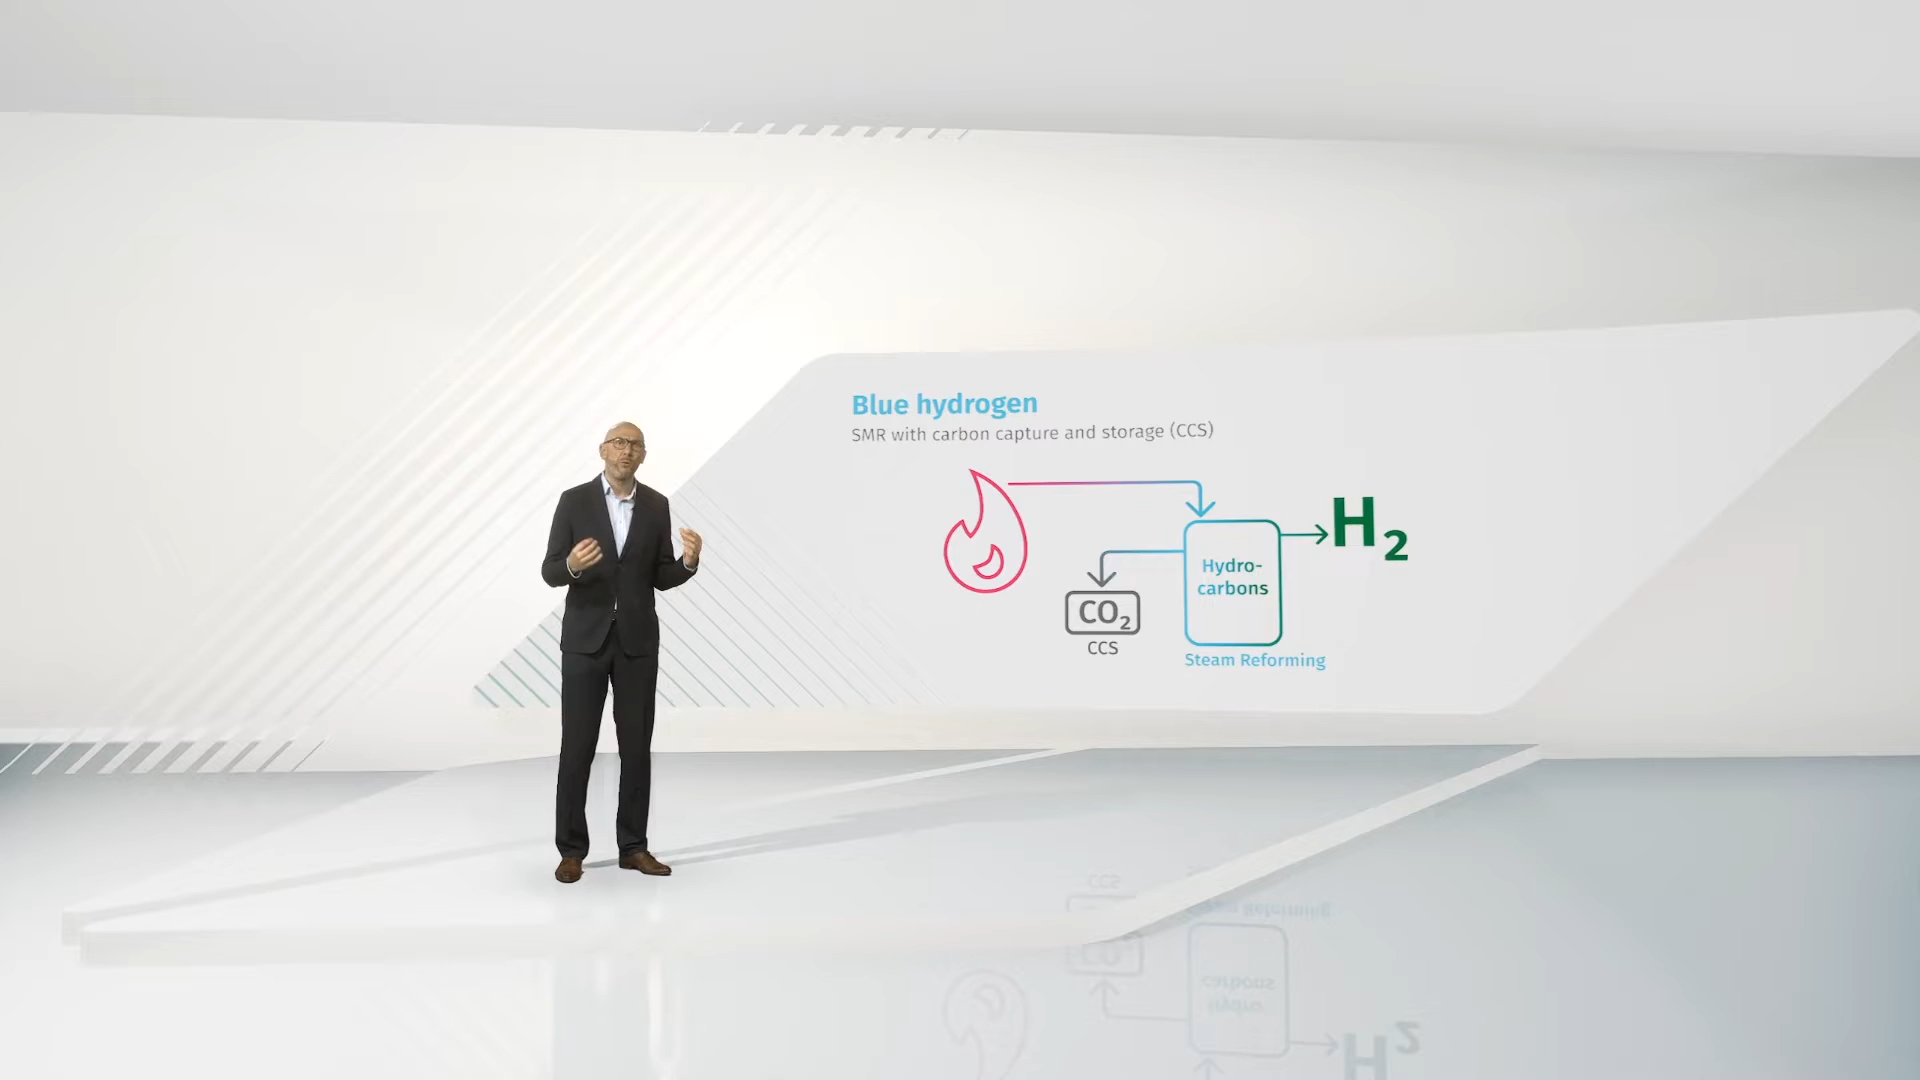 Blue hydrogen
SMR with carbon capture and storage (CCS)
H2
Hydro-
carbons
CO2
CCS
Steam Reforming